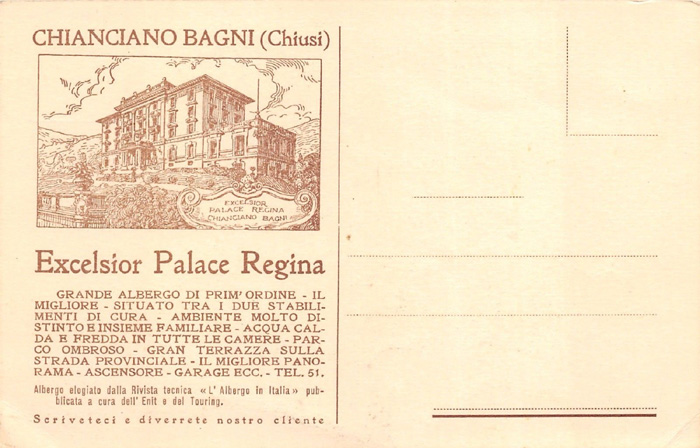 CHIANCIANO BAGNI (Chiusi)
EXCELSIOR
PALACE REGINA
CHIANCIANO BAGNI
Excelsior Palace Regina
GRANDE ALBERGO DI PRIM' ORDINE - IL
MIGLIORE - SITUATO TRA I DUE STABILI-
MENTI DI CURA - AMBIENTE MOLTO DI-
STINTO E INSIEME FAMILIARE - ACQUA CAL-
DA E FREDDA IN TUTTE LE CAMERE - PAR-
CO OMBROSO - GRAN TERRAZZA SULLA
STRADA PROVINCIALE - IL MIGLIORE PANO-
RAMA - ASCENSORE - GARAGE ECC. - TEL. 51.
Albergo elogiato dalla Rivista tecnica «L' Albergo in Italia» pub-
blicata a cura dell' Enit e del Touring.
Scriveteci e diverrete nostro cliente